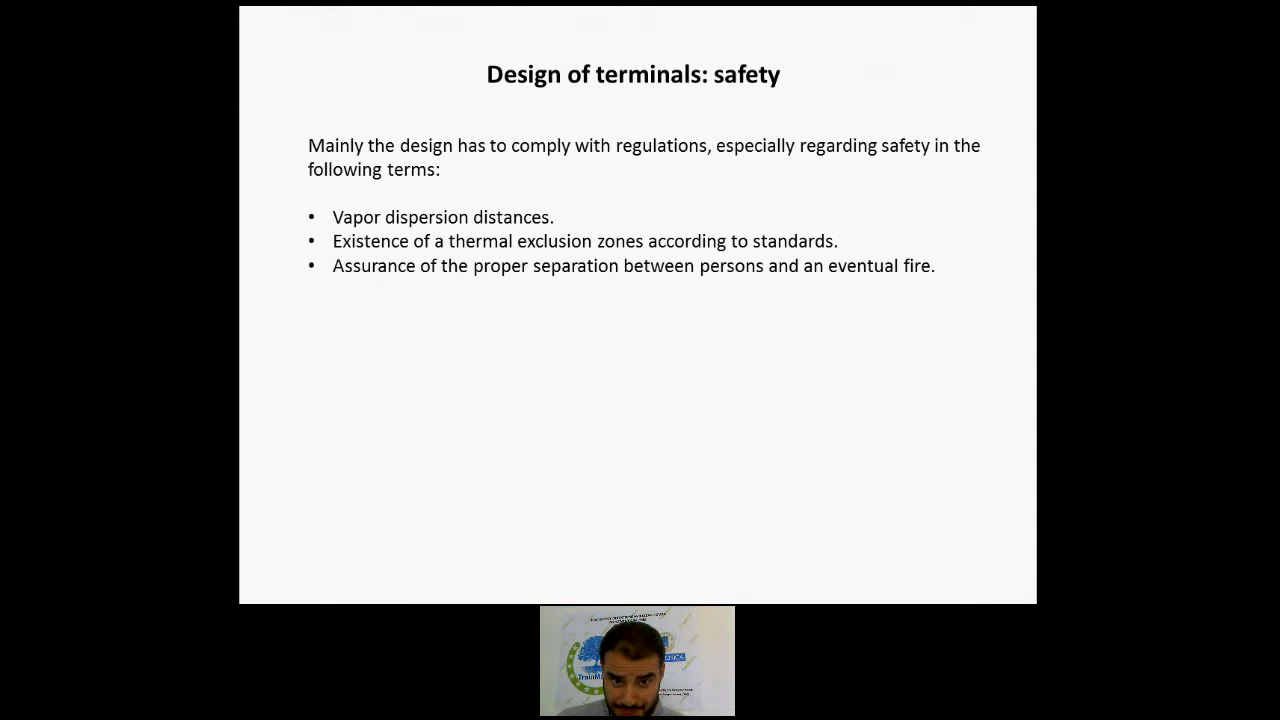 Design of terminals: safety
Mainly the design has to comply with regulations, especially regarding safety in the
following terms:
• Vapor dispersion distances.
• Existence of a thermal exclusion zones according to standards.
• Assurance of the proper separation between persons and an eventual fire.